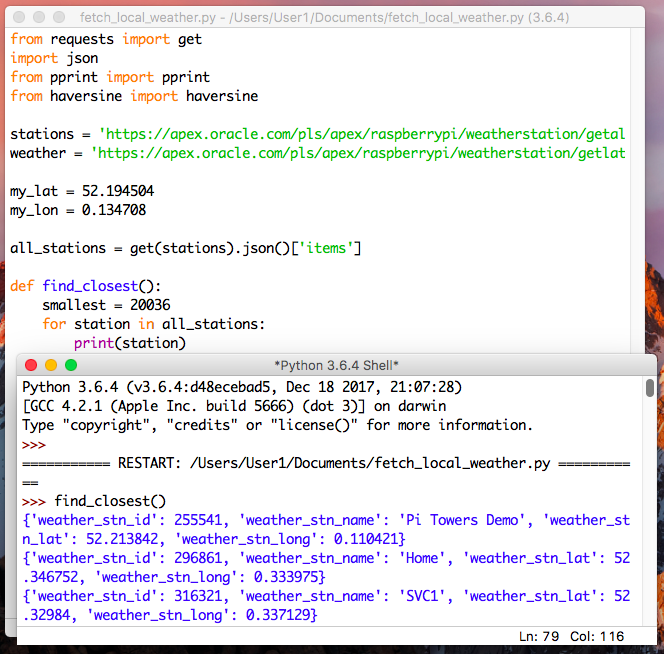 fetch_local_weather.py - /Users/User1/Documents/fetch_local_weather.py (3.6.4)
from requests import get
import json
from pprint import pprint
from haversine import haversine
stations = 'https://apex.oracle.com/pls/apex/raspberrypi/weatherstation/getal
weather = 'https://apex.oracle.com/pls/apex/raspberrypi/weatherstation/getlat
my_lat = 52.194504
my_lon = 0.134708
all_stations = get(stations).json()['items']
def find_closest():
    smallest = 20036
    for station in all_stations:
        print(station)
*Python 3.6.4 Shell*
Python 3.6.4 (v3.6.4:d48ecebad5, Dec 18 2017, 21:07:28)
[GCC 4.2.1 (Apple Inc. build 5666) (dot 3)] on darwin
Type "copyright", "credits" or "license()" for more information.
>>>
=========== RESTART: /Users/User1/Documents/fetch_local_weather.py =========
==
>>> find_closest()
{'weather_stn_id': 255541, 'weather_stn_name': 'Pi Towers Demo', 'weather_st
n_lat': 52.213842, 'weather_stn_long': 0.110421}
{'weather_stn_id': 296861, 'weather_stn_name': 'Home', 'weather_stn_lat': 52
.346752, 'weather_stn_long': 0.333975}
{'weather_stn_id': 316321, 'weather_stn_name': 'SVC1', 'weather_stn_lat': 52
.32984, 'weather_stn_long': 0.337129}
Ln: 79 Col: 116